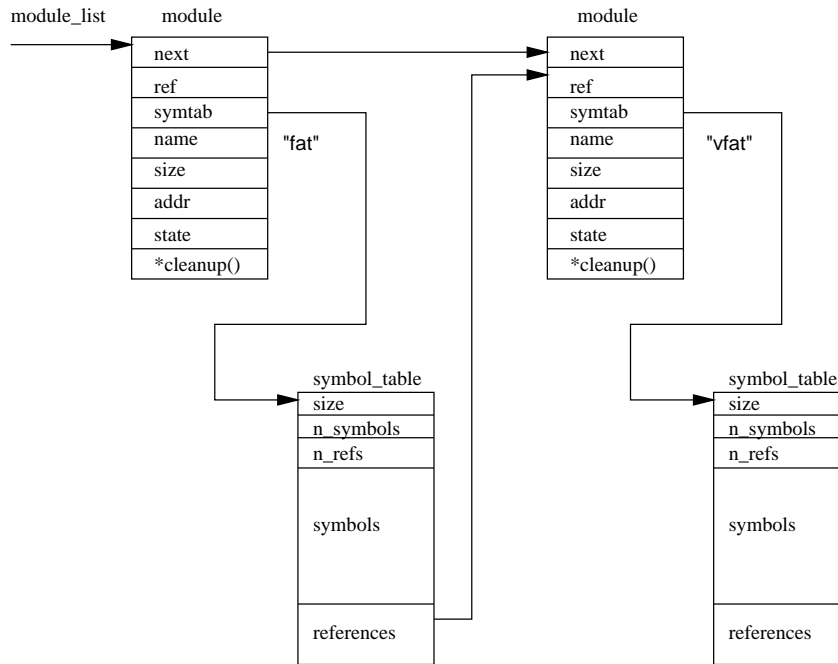 module_list
module
next
ref
symtab
name
"fat"
size
addr
state
*cleanup()
module
next
ref
symtab
name
"vfat"
size
addr
state
*cleanup()
symbol_table
size
n_symbols
n_refs
symbols
references
symbol_table
size
n_symbols
n_refs
symbols
references